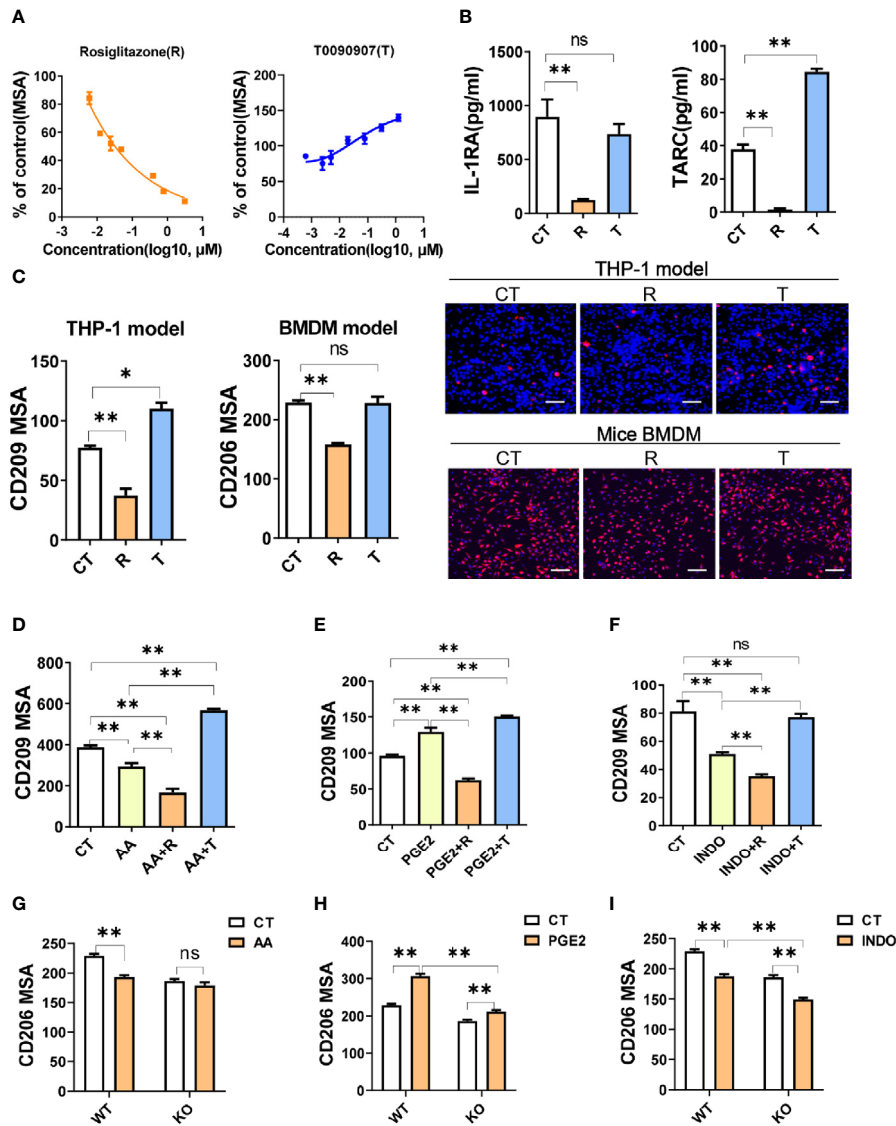 A
Rosiglitazone(R)
% of control(MSA)
100
80
60
40
20
0
-3
-2
-1
0
1
Concentration(log10, μM)
T0090907(T)
% of control(MSA)
200
150
100
50
0
-4
-3
-2
-1
0
1
Concentration(log10, μM)
B
IL-1RA(pg/ml)
1500
1000
500
0
ns
**
CT
R
T
TARC(pg/ml)
80
60
40
20
0
**
**
CT
R
T
C
THP-1 model
CD209 MSA
150
100
50
0
*
**
CT
R
T
BMDM model
CD206 MSA
300
200
100
0
ns
**
CT
R
T
THP-1 model
CT R T
Mice BMDM
CT R T
D
CD209 MSA
800
600
400
200
0
**
**
**
**
**
CT
AA
AA+R
AA+T
E
CD209 MSA
200
150
100
50
0
**
**
**
** **
CT
PGE2
PGE2+R
PGE2+T
F
CD209 MSA
100
80
60
40
20
0
ns
**
** **
**
CT
INDO
INDO+R
INDO+T
G
CD206 MSA
250
200
150
100
50
0
**
ns
CT
AA
WT
KO
H
CD206 MSA
400
300
200
100
0
** **
**
CT
PGE2
WT
KO
I
CD206 MSA
250
200
150
100
50
0
** **
**
CT
INDO
WT
KO